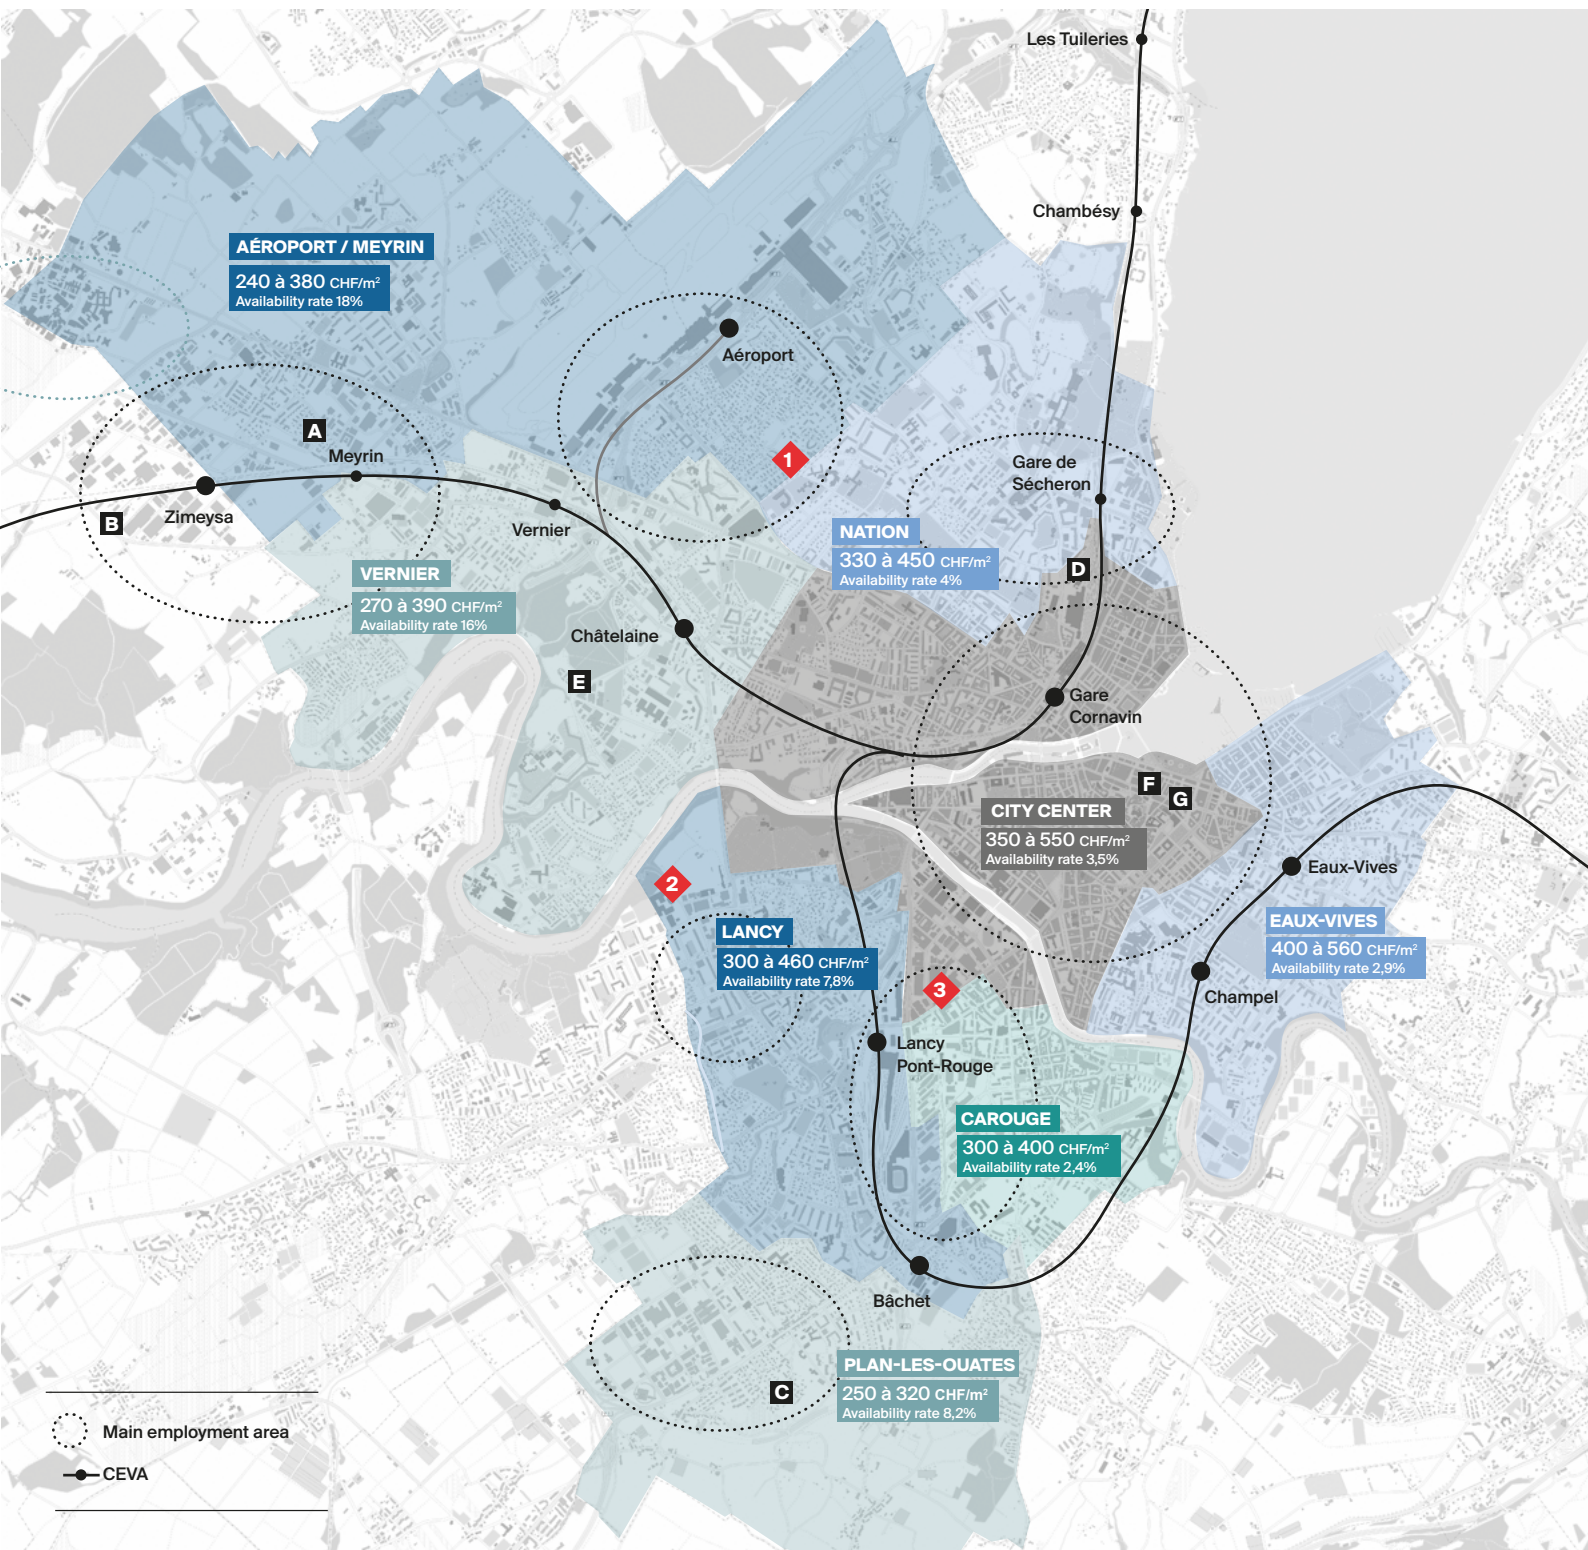 Les Tuileries
Chambésy
AÉROPORT / MEYRIN
240 à 380 CHF/m²
Availability rate 18%
Aéroport
A
Meyrin
1
Gare de
Sécheron
Zimeysa
B
Vernier
NATION
330 à 450 CHF/m²
Availability rate 4%
D
VERNIER
270 à 390 CHF/m²
Availability rate 16%
Châtelaine
E
Gare
Cornavin
F
G
CITY CENTER
350 à 550 CHF/m²
Availability rate 3,5%
Eaux-Vives
2
LANCY
300 à 460 CHF/m²
Availability rate 7,8%
EAUX-VIVES
400 à 560 CHF/m²
Availability rate 2,9%
3
Champel
Lancy
Pont-Rouge
CAROUGE
300 à 400 CHF/m²
Availability rate 2,4%
Bâchet
PLAN-LES-OUATES
250 à 320 CHF/m²
Availability rate 8,2%
C
Main employment area
CEVA